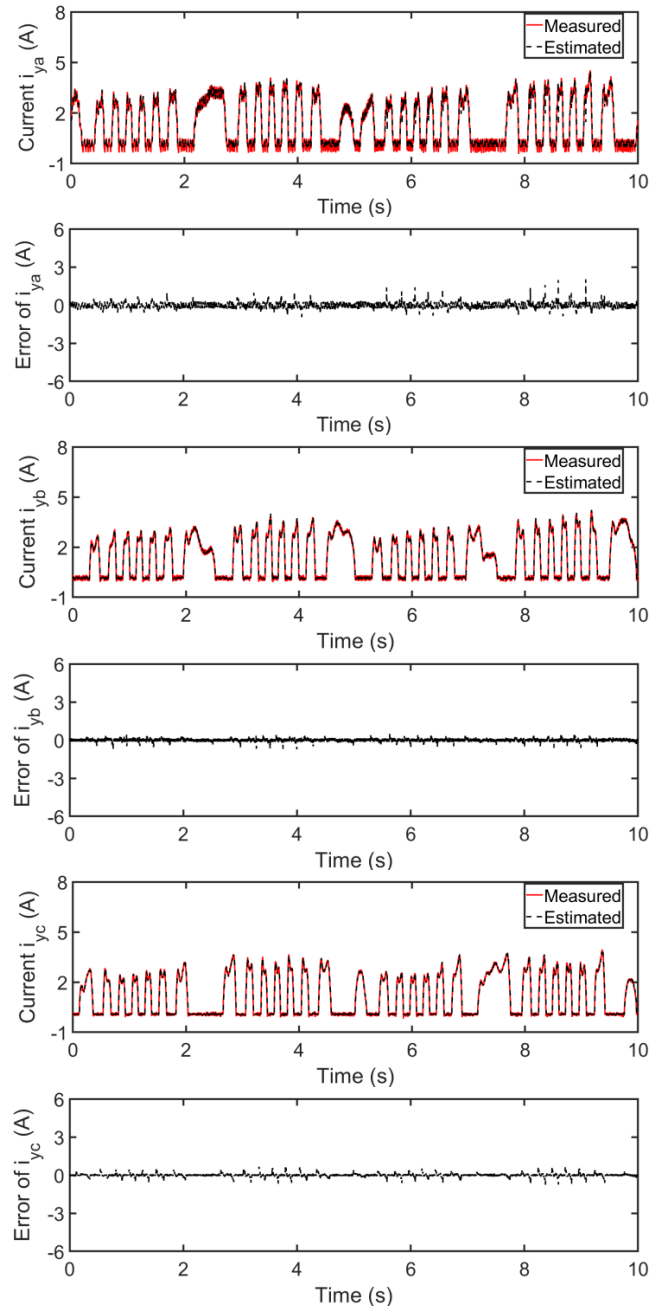 8
5
2
-1
Current i_ya (A)
Measured
Estimated
0 2 4 6 8 10
Time (s)
6
3
0
-3
-6
Error of i_ya (A)
0 2 4 6 8 10
Time (s)
8
5
2
-1
Current i_yb (A)
Measured
Estimated
0 2 4 6 8 10
Time (s)
6
3
0
-3
-6
Error of i_yb (A)
0 2 4 6 8 10
Time (s)
8
5
2
-1
Current i_yc (A)
Measured
Estimated
0 2 4 6 8 10
Time (s)
6
3
0
-3
-6
Error of i_yc (A)
0 2 4 6 8 10
Time (s)